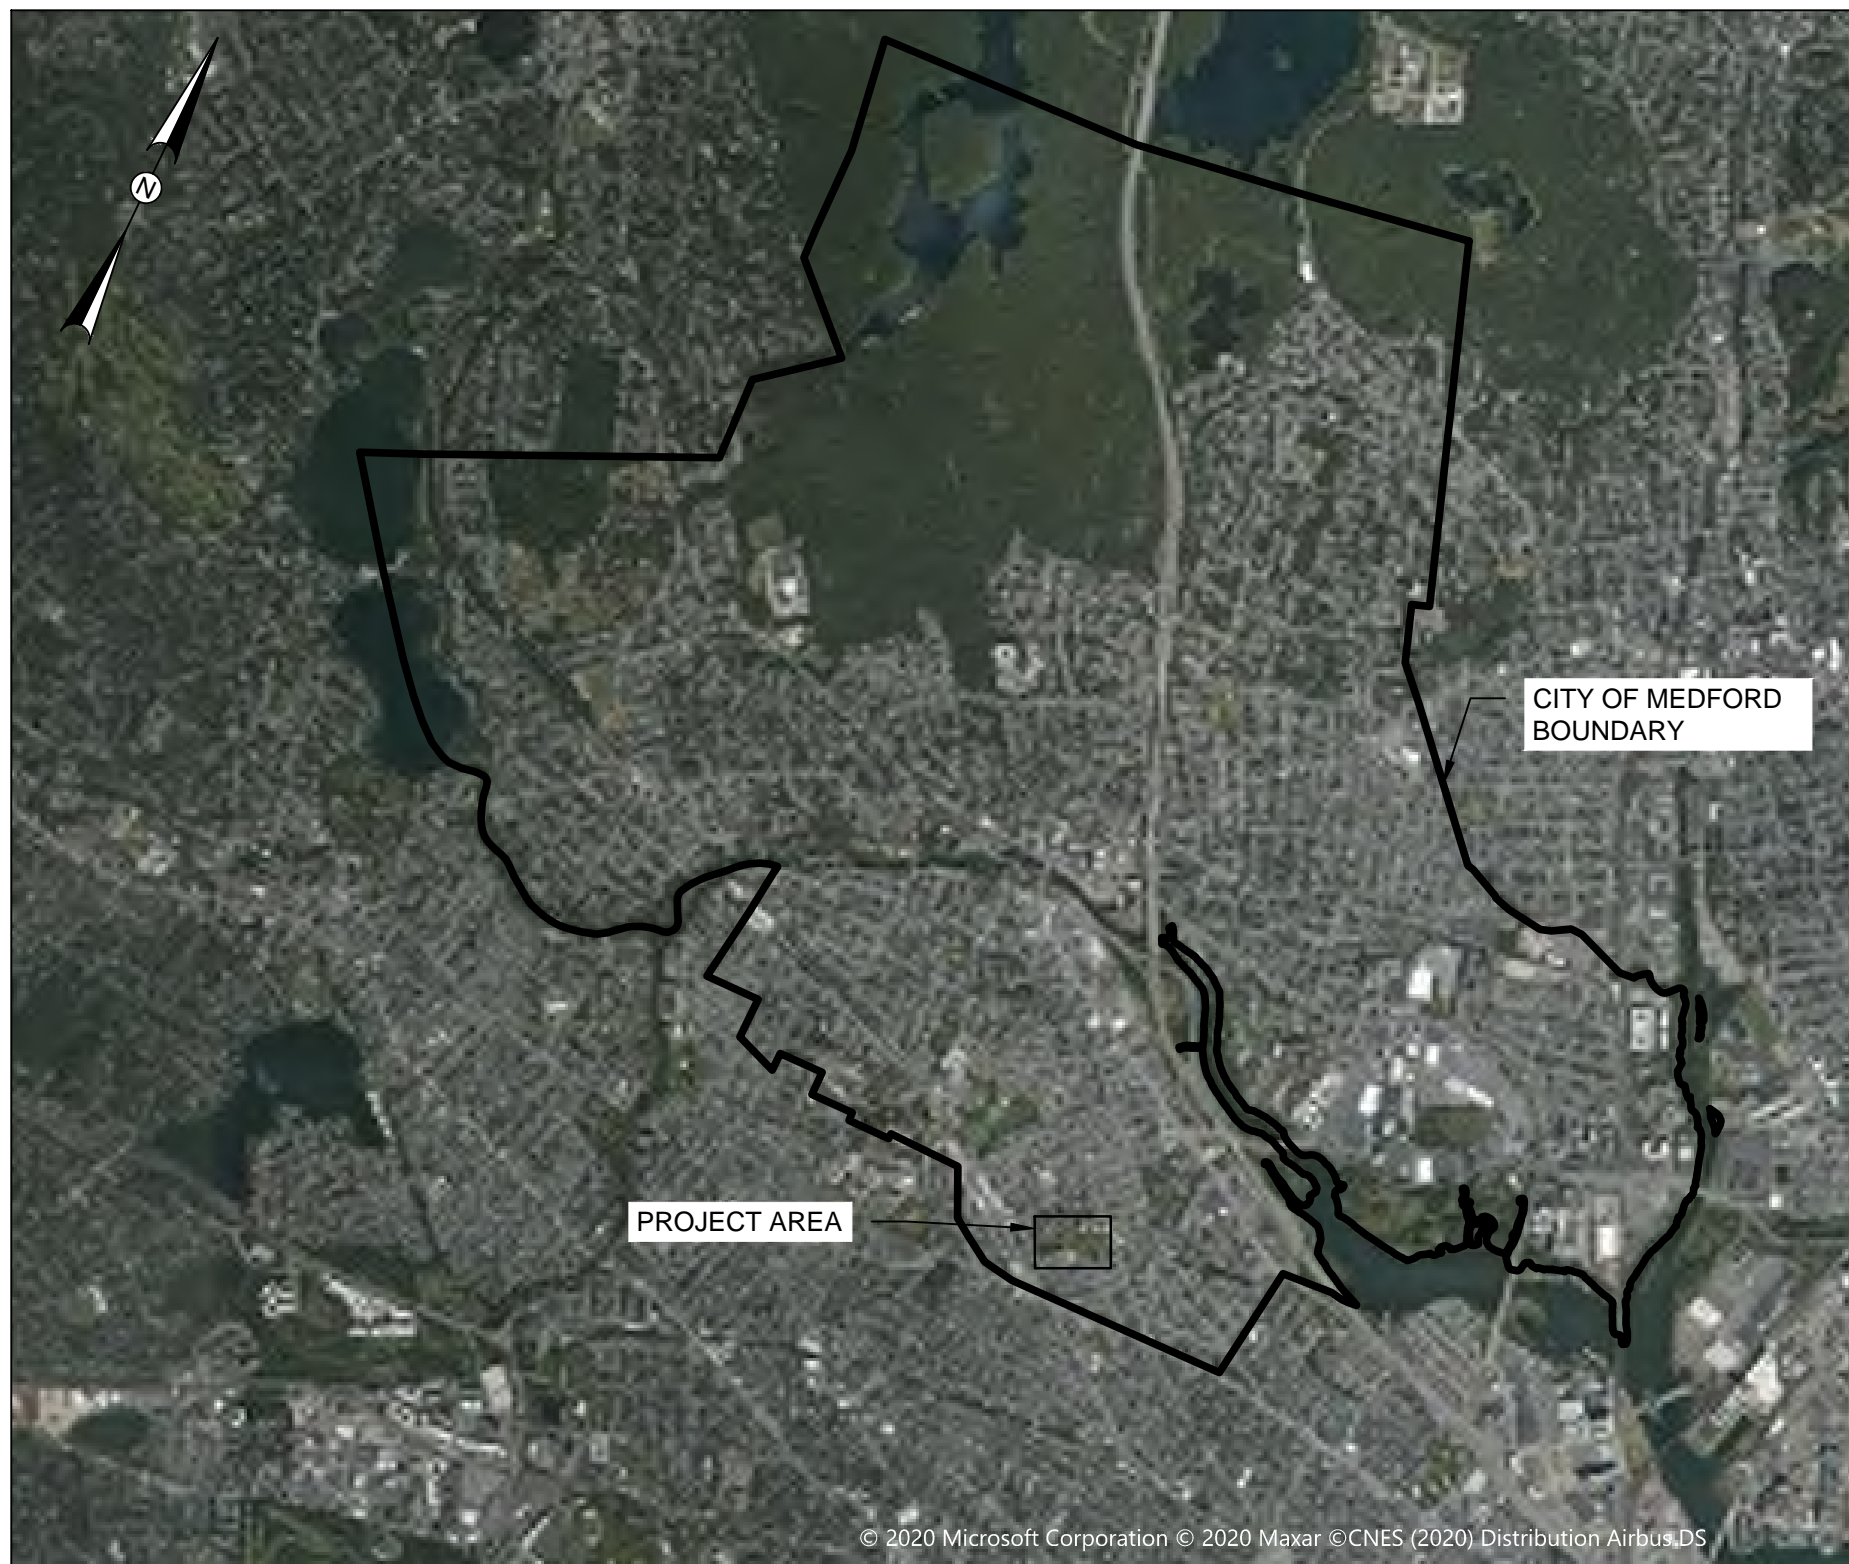 N
CITY OF MEDFORD
BOUNDARY
PROJECT AREA
© 2020 Microsoft Corporation © 2020 Maxar ©CNES (2020) Distribution Airbus DS